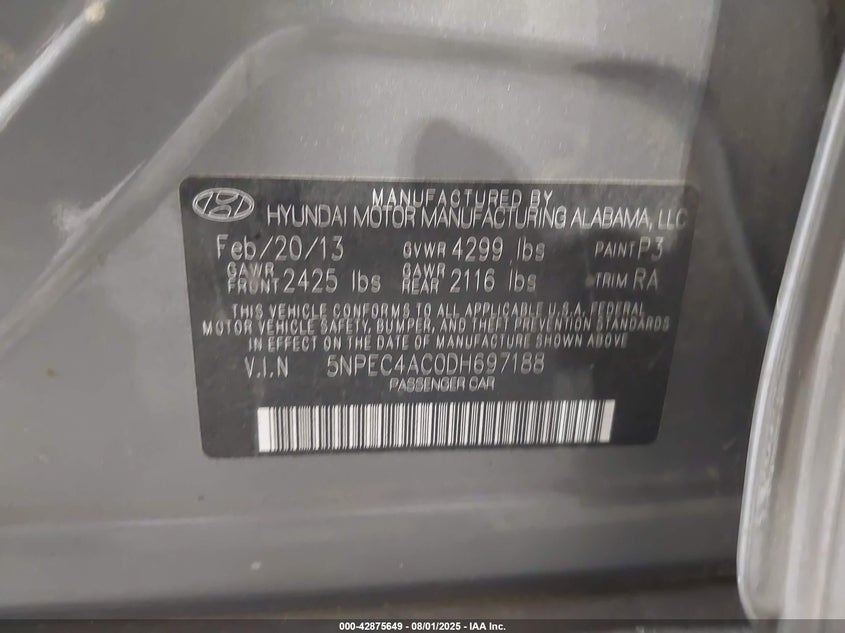 MANUFACTURED BY
HYUNDAI MOTOR MANUFACTURING ALABAMA, LLC
Feb/20/13 GVWR 4299 lbs PAINT P3
GAWR FRONT 2425 lbs GAWR REAR 2116 lbs TRIM RA
THIS VEHICLE CONFORMS TO ALL APPLICABLE U.S.A. FEDERAL
MOTOR VEHICLE SAFETY, BUMPER, AND THEFT PREVENTION STANDARDS
IN EFFECT ON THE DATE OF MANUFACTURE SHOWN ABOVE
V.I.N 5NPEC4AC0DH697188
PASSENGER CAR
000-42875649 - 08/01/2025 - IAA Inc.